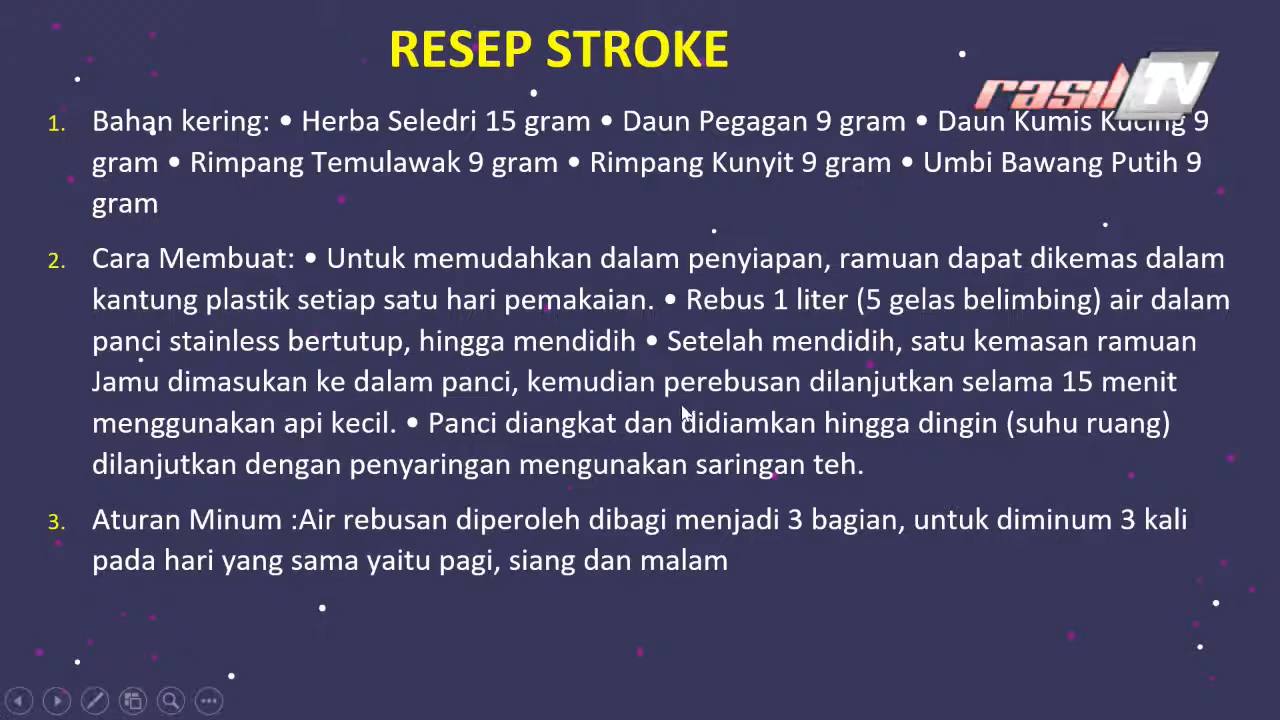 RESEP STROKE
rasil TV
1. Bahan kering: • Herba Seledri 15 gram • Daun Pegagan 9 gram • Daun Kumis Kucing 9
gram • Rimpang Temulawak 9 gram • Rimpang Kunyit 9 gram • Umbi Bawang Putih 9
gram
2. Cara Membuat: • Untuk memudahkan dalam penyiapan, ramuan dapat dikemas dalam
kantung plastik setiap satu hari pemakaian. • Rebus 1 liter (5 gelas belimbing) air dalam
panci stainless bertutup, hingga mendidih • Setelah mendidih, satu kemasan ramuan
Jamu dimasukan ke dalam panci, kemudian perebusan dilanjutkan selama 15 menit
menggunakan api kecil. • Panci diangkat dan didiamkan hingga dingin (suhu ruang)
dilanjutkan dengan penyaringan mengunakan saringan teh.
3. Aturan Minum :Air rebusan diperoleh dibagi menjadi 3 bagian, untuk diminum 3 kali
pada hari yang sama yaitu pagi, siang dan malam